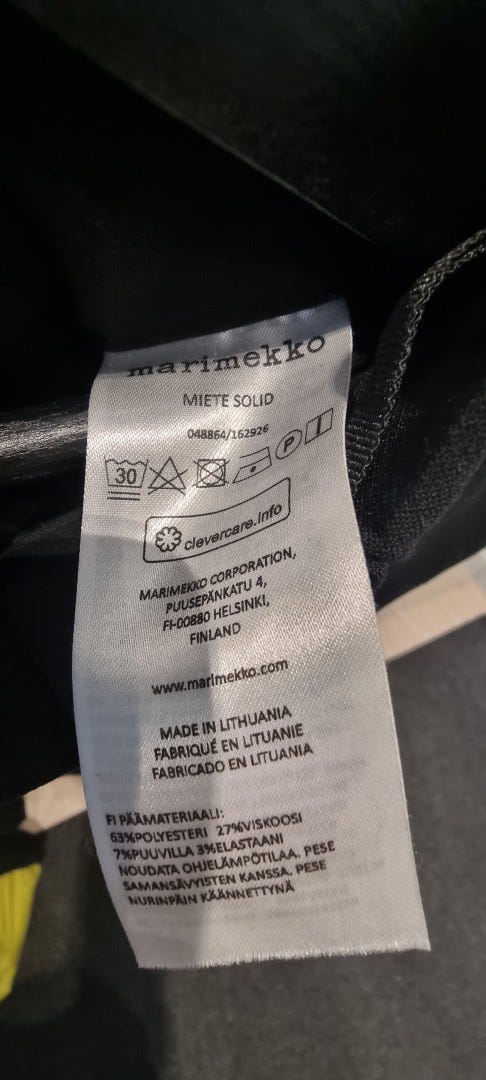 marimekko
MIETE SOLID
048864/162926
30 P
clevercare.info
MARIMEKKO CORPORATION,
PUUSEPÄNKATU 4,
FI-00880 HELSINKI,
FINLAND
www.marimekko.com
MADE IN LITHUANIA
FABRIQUÉ EN LITUANIE
FABRICADO EN LITUANIA
FI PÄÄMATERIAALI:
63%POLYESTERI 27%VISKOOSI
7%PUUVILLA 3%ELASTAANI
NOUDATA OHJELÄMPÖTILAA. PESE
SAMANSÄVYISTEN KANSSA. PESE
NURINPÄIN KÄÄNNETTYNÄ